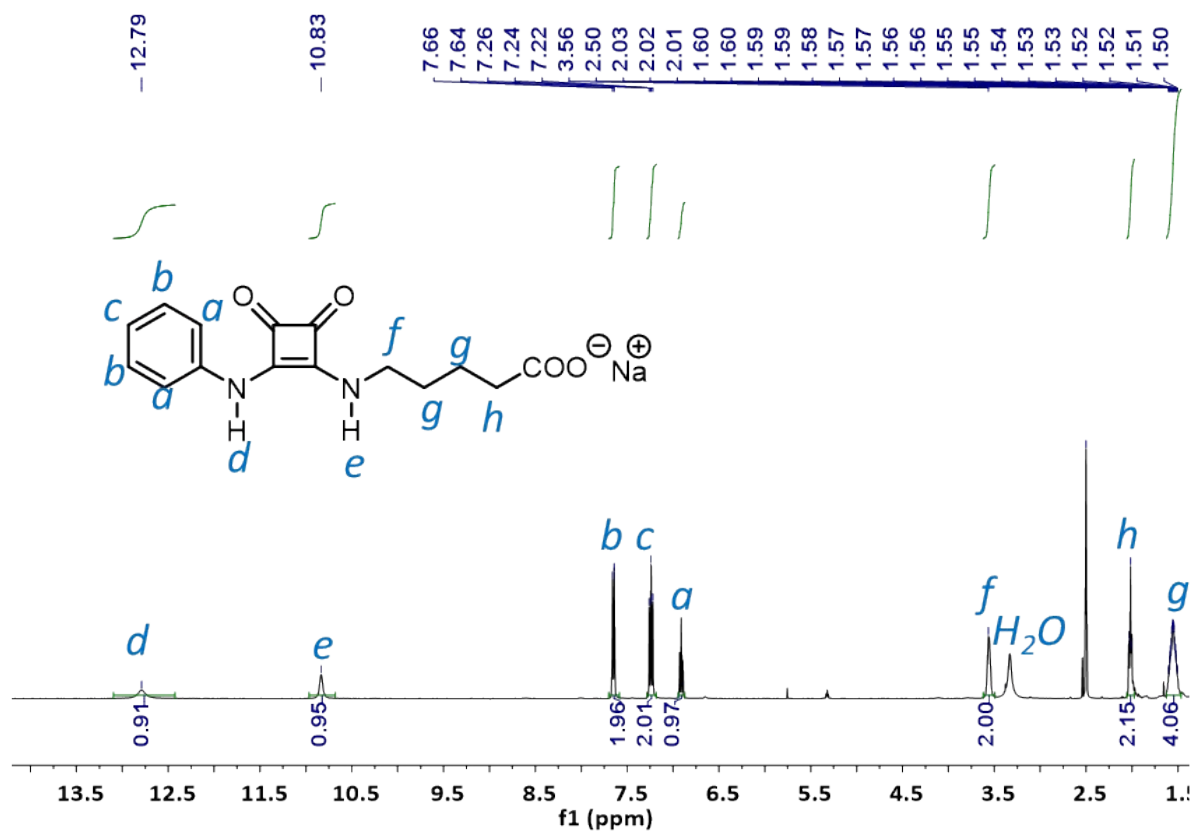 12.79
10.83
7.66
7.64
7.26
7.24
7.22
3.56
2.50
2.03
2.02
2.01
1.60
1.60
1.59
1.59
1.58
1.57
1.57
1.56
1.56
1.55
1.55
1.54
1.53
1.53
1.52
1.52
1.51
1.50
b
O O
c a
f g COO⊖ Na⊕
b
a N N
H H g h
d e
b c h
a f H₂O g
d e
0.91
0.95
1.96
2.01
0.97
2.00
2.15
4.06
13.5 12.5 11.5 10.5 9.5 8.5 7.5 6.5 5.5 4.5 3.5 2.5
f1 (ppm)